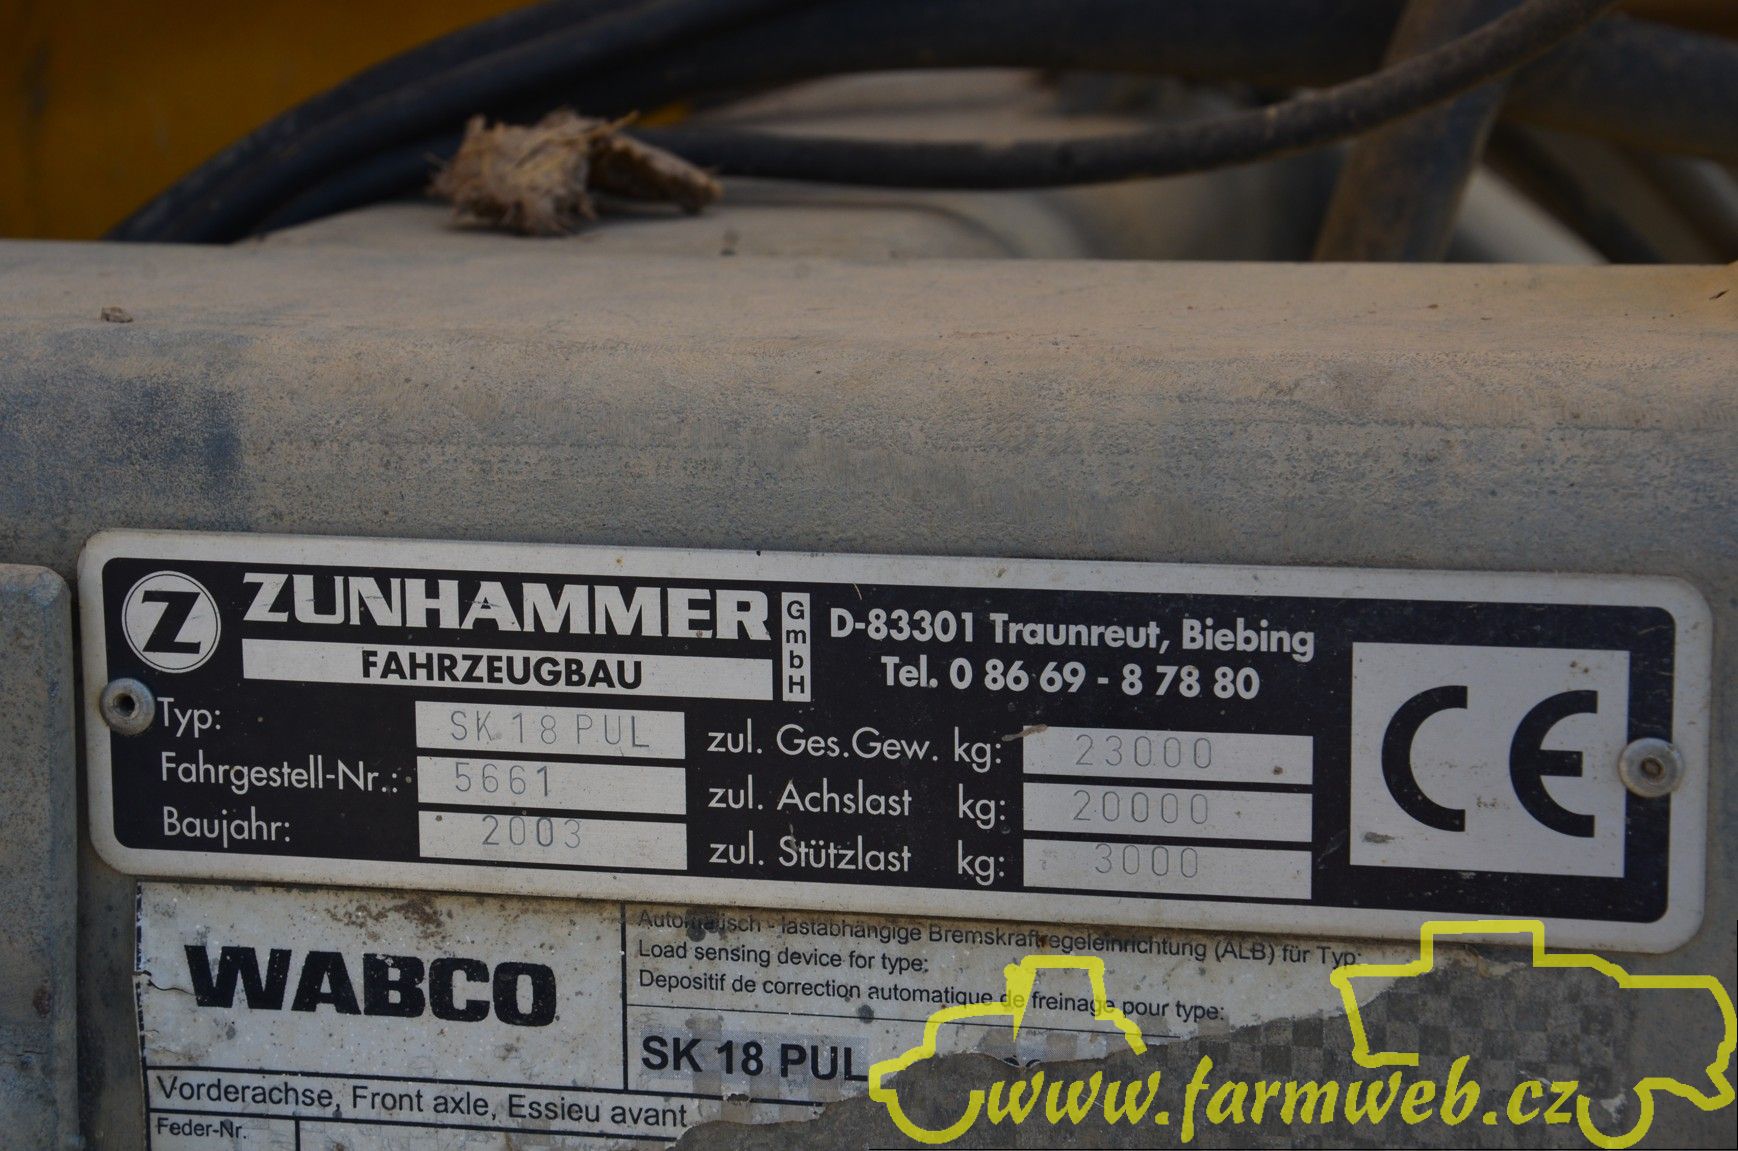 Z ZUNHAMMER GmbH
FAHRZEUGBAU
D-83301 Traunreut, Biebing
Tel. 0 86 69 - 8 78 80
Typ: SK 18 PUL
Fahrgestell-Nr.: 5661
Baujahr: 2003
zul. Ges.Gew. kg: 23000
zul. Achslast kg: 20000
zul. Stützlast kg: 3000
CE
WABCO
Automatisch - lastabhängige Bremskraftregeleinrichtung (ALB) für Typ:
Load sensing device for type:
Depositif de correction automatique de freinage pour type:
SK 18 PUL
Vorderachse, Front axle, Essieu avant
Feder-Nr.
www.farmweb.cz